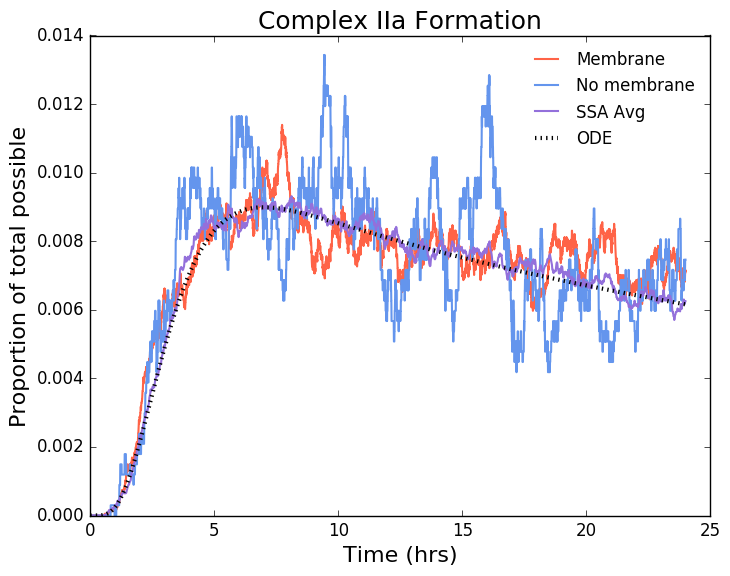 Complex IIa Formation
Proportion of total possible
0.014
0.012
0.010
0.008
0.006
0.004
0.002
0.000
Membrane
No membrane
SSA Avg
ODE
0 5 10 15 20 25
Time (hrs)